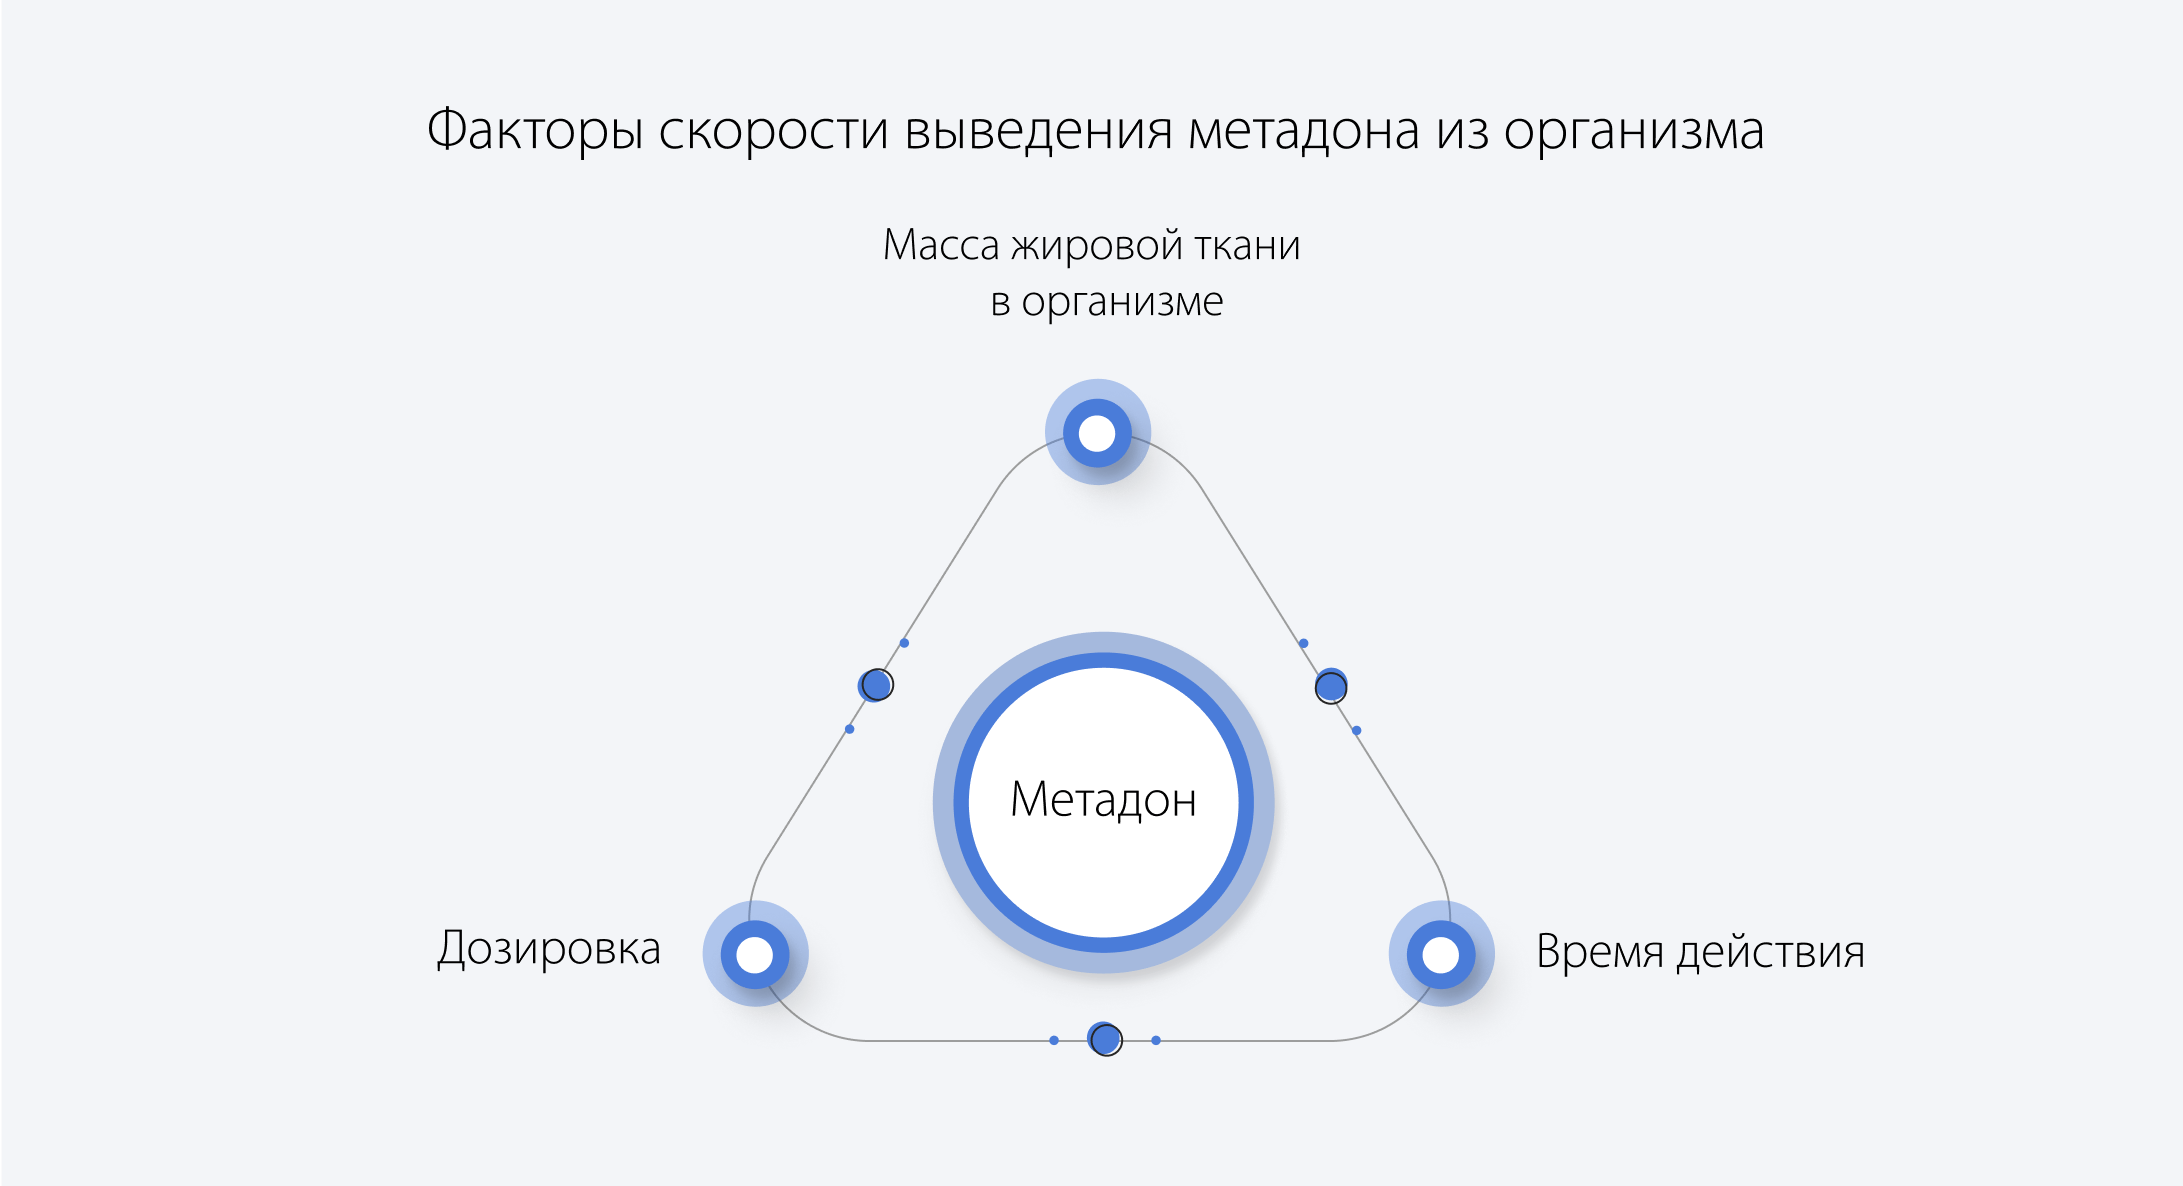 Факторы скорости выведения метадона из организма
Масса жировой ткани
в организме
Метадон
Дозировка
Время действия